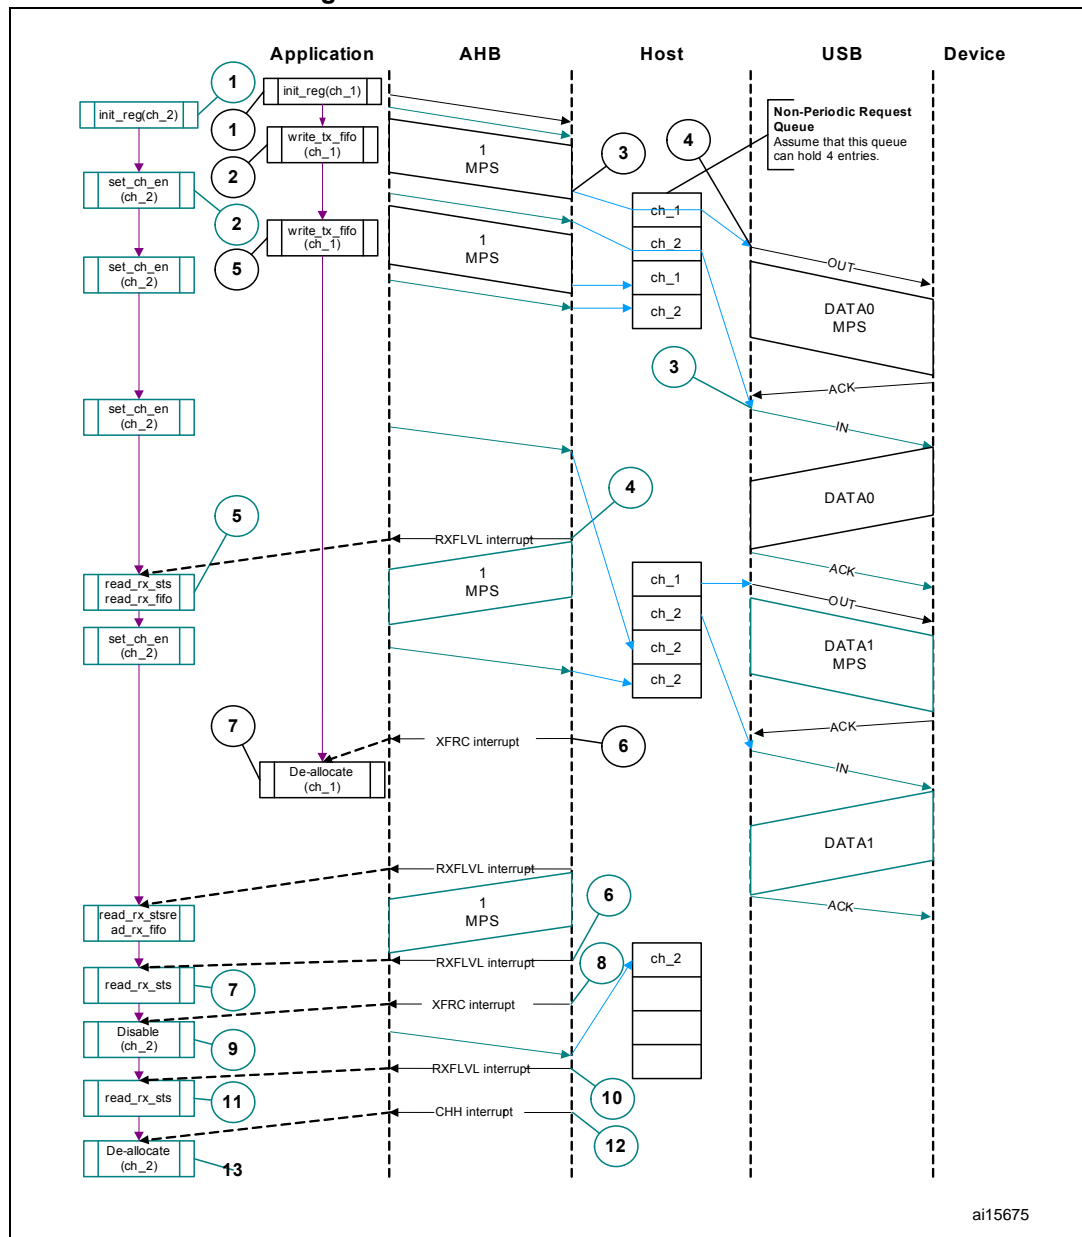 g
Application
AHB
Host
USB
Device
1
init_reg(ch_1)
init_reg(ch_2)
1
Non-Periodic Request
Queue
Assume that this queue
can hold 4 entries.
write_tx_fifo
(ch_1)
2
1
MPS
3
4
set_ch_en
(ch_2)
2
ch_1
write_tx_fifo
(ch_1)
5
1
MPS
ch_2
set_ch_en
(ch_2)
ch_1
ch_2
OUT
DATA0
MPS
3
ACK
set_ch_en
(ch_2)
IN
4
DATA0
5
RXFLVL interrupt
read_rx_sts
read_rx_fifo
1
MPS
ch_1
ACK
OUT
ch_2
set_ch_en
(ch_2)
ch_2
DATA1
MPS
ch_2
7
XFRC interrupt
6
ACK
De-allocate
(ch_1)
IN
DATA1
RXFLVL interrupt
read_rx_stsre
ad_rx_fifo
1
MPS
6
ACK
RXFLVL interrupt
8
ch_2
read_rx_sts
7
XFRC interrupt
Disable
(ch_2)
9
RXFLVL interrupt
read_rx_sts
11
10
CHH interrupt
De-allocate
(ch_2)
13
12
ai15675